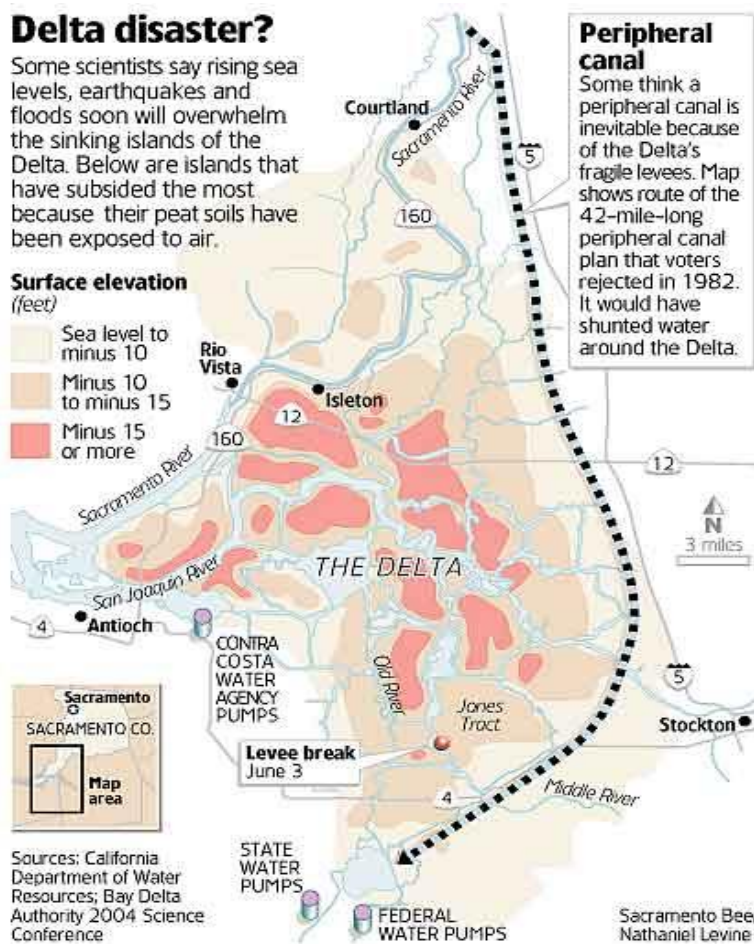 Delta disaster?
Some scientists say rising sea
levels, earthquakes and
floods soon will overwhelm
the sinking islands of the
Delta. Below are islands that
have subsided the most
because their peat soils have
been exposed to air.
Surface elevation
(feet)
Sea level to
minus 10
Minus 10
to minus 15
Minus 15
or more
Peripheral
canal
Some think a
peripheral canal is
inevitable because
of the Delta's
fragile levees. Map
shows route of the
42-mile-long
peripheral canal
plan that voters
rejected in 1982.
It would have
shunted water
around the Delta.
Courtland
Sacramento River
5
160
Rio
Vista
Isleton
12
160
12
Sacramento River
N
3 miles
THE DELTA
San Joaquin River
4
Antioch
CONTRA
COSTA
WATER
AGENCY
PUMPS
Old River
Jones
Tract
5
Stockton
Levee break
June 3
4
Middle River
Sacramento
SACRAMENTO CO.
Map
area
STATE
WATER
PUMPS
FEDERAL
WATER PUMPS
Sources: California
Department of Water
Resources; Bay Delta
Authority 2004 Science
Conference
Sacramento Bee
Nathaniel Levine